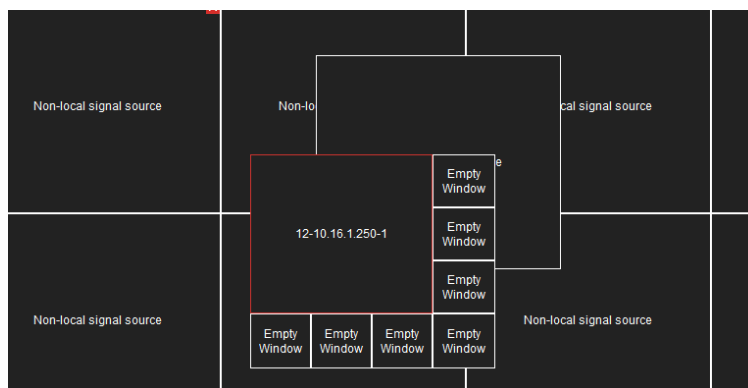 Non-local signal source
Non-lo
cal signal source
e
Empty
Window
Empty
Window
12-10.16.1.250-1
Empty
Window
Non-local signal source
Empty
Window
Empty
Window
Empty
Window
Empty
Window
Non-local signal source